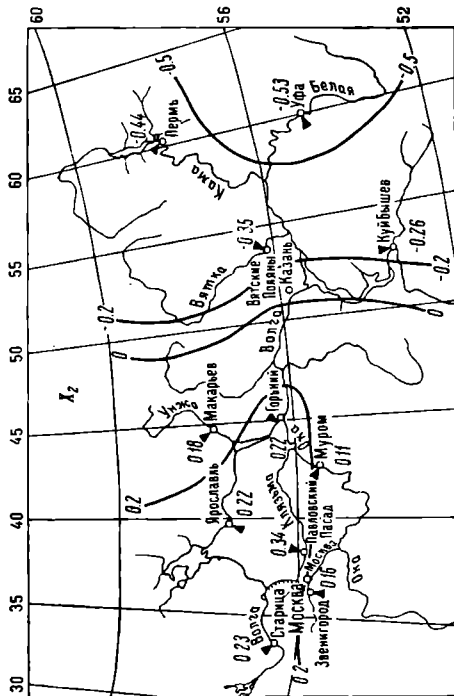 60
56
52
65
60
55
50
45
40
35
30
X₂
-0.5
-0.44
Пермь
Кама
-0.53
Уфа
Белая
-0.5
-0.2
Вятка
-0.35
Вятские
Поляны
Казань
Куйбышев
-0.26
-0.2
0
0
Волга
Унжа
Макарьев
0.18
Горький
0.22
Ока
Муром
0.11
0.2
Ярославль
0.22
Клязьма
0.34
Павловский
Посад
Москва
Ока
Москва
Звенигород
0.16
Волга
Старица
0.23
0.2